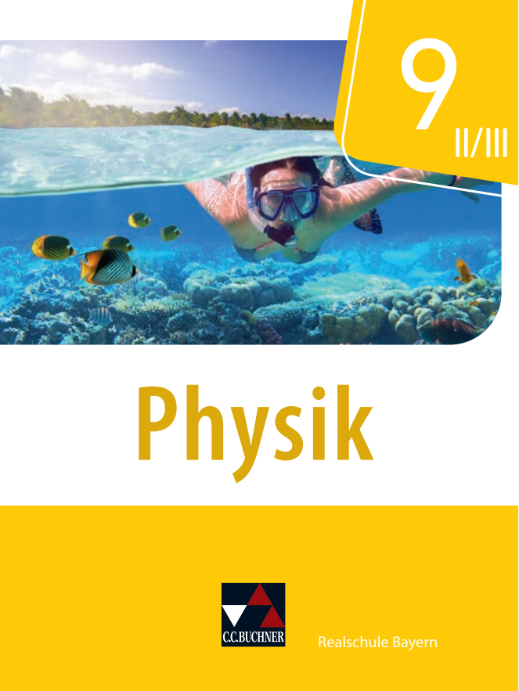 9
II/III
Physik
C.C.BUCHNER
Realschule Bayern